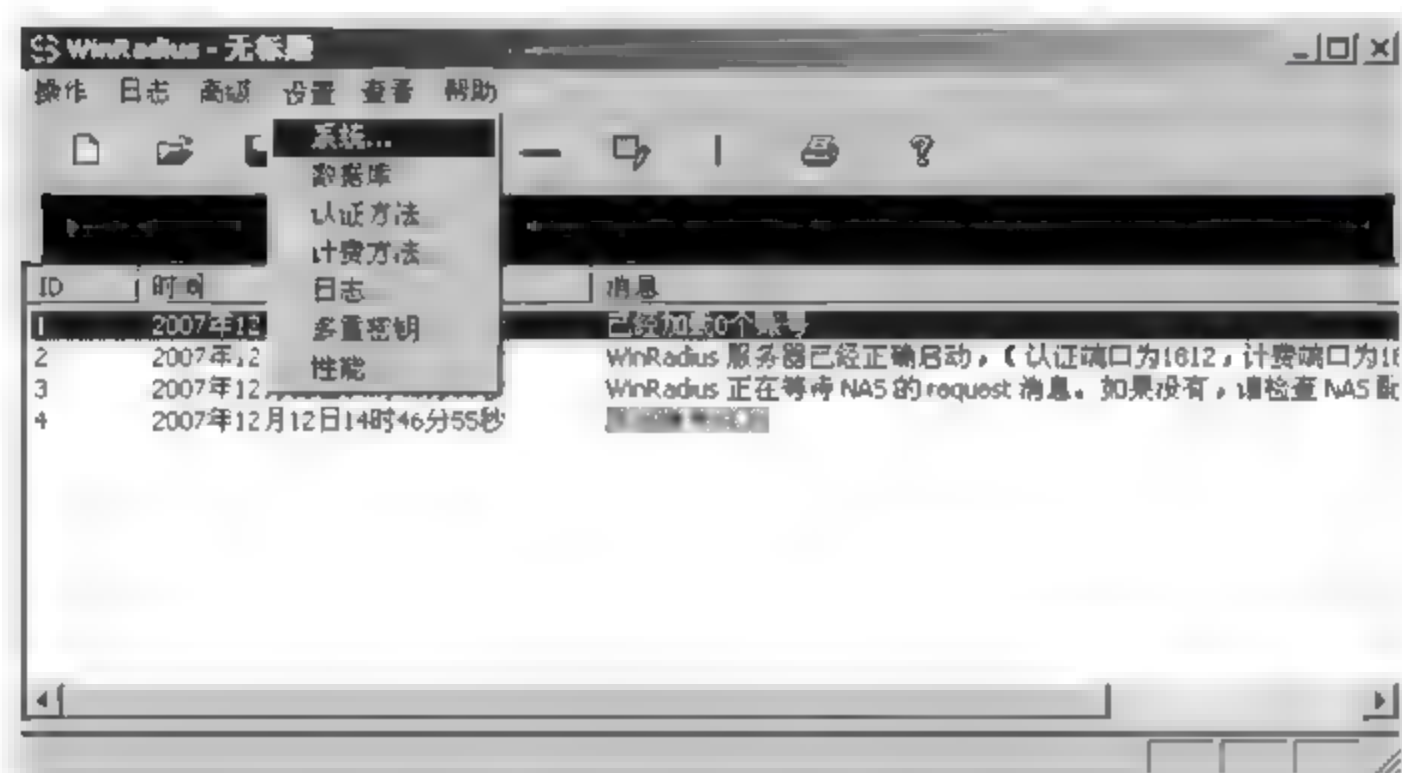 WinRadius - 无标题
操作 日志 高级 设置 查看 帮助
系统...
数据库
认证方法
计费方法
日志
多重密钥
性能
ID 时间 消息
1 2007年12 已经加载0个账号
2 2007年12 WinRadius 服务器已经正确启动，（认证端口为1812，计费端口为18
3 2007年12 WinRadius 正在等待 NAS 的 request 消息。如果没有，请检查 NAS 配
4 2007年12月12日14时46分55秒